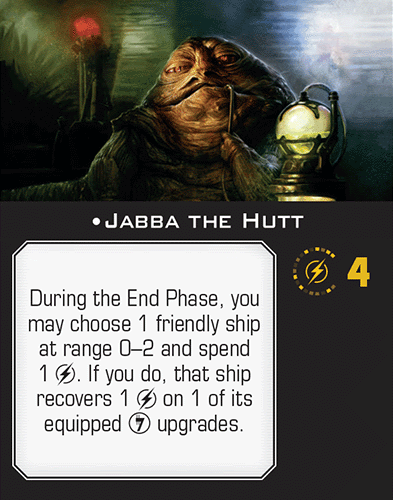 •JABBA THE HUTT
4
During the End Phase, you
may choose 1 friendly ship
at range 0–2 and spend
1 . If you do, that ship
recovers 1 on 1 of its
equipped upgrades.